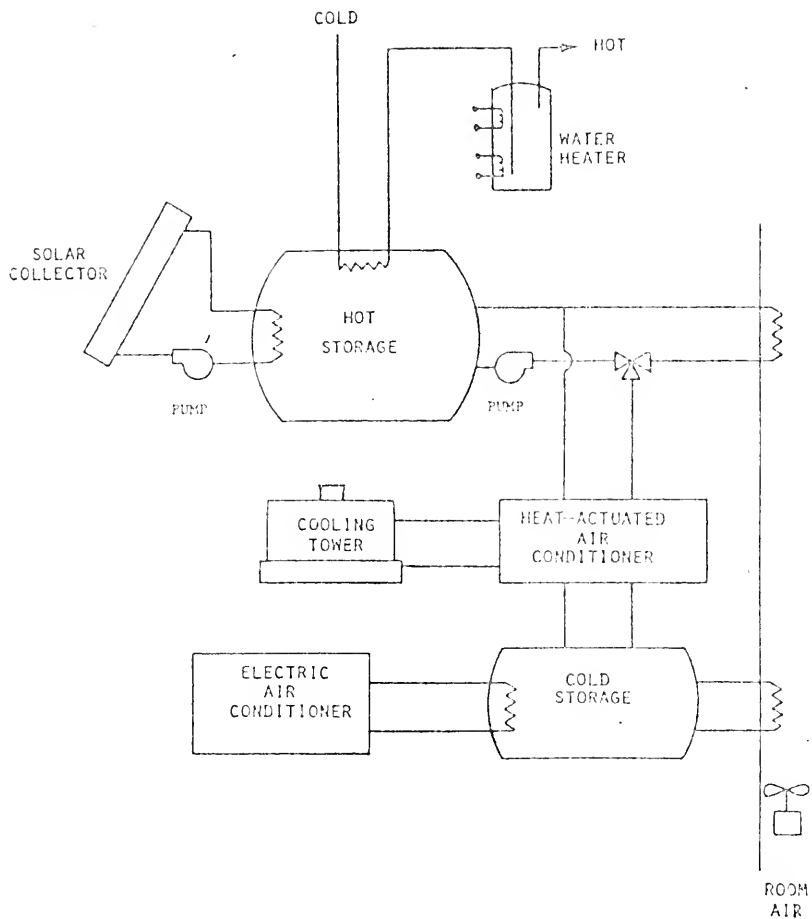 COLD
HOT
WATER
HEATER
SOLAR
COLLECTOR
HOT
STORAGE
PUMP
PUMP
COOLING
TOWER
HEAT-ACTUATED
AIR
CONDITIONER
ELECTRIC
AIR
CONDITIONER
COLD
STORAGE
ROOM
AIR